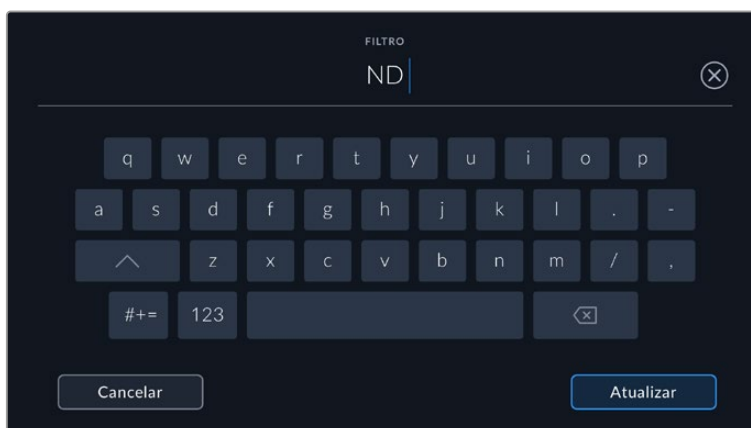 FILTRO
ND
q w e r t y u i o p
a s d f g h j k l . -
z x c v b n m / ,
#+= 123
Cancelar Atualizar